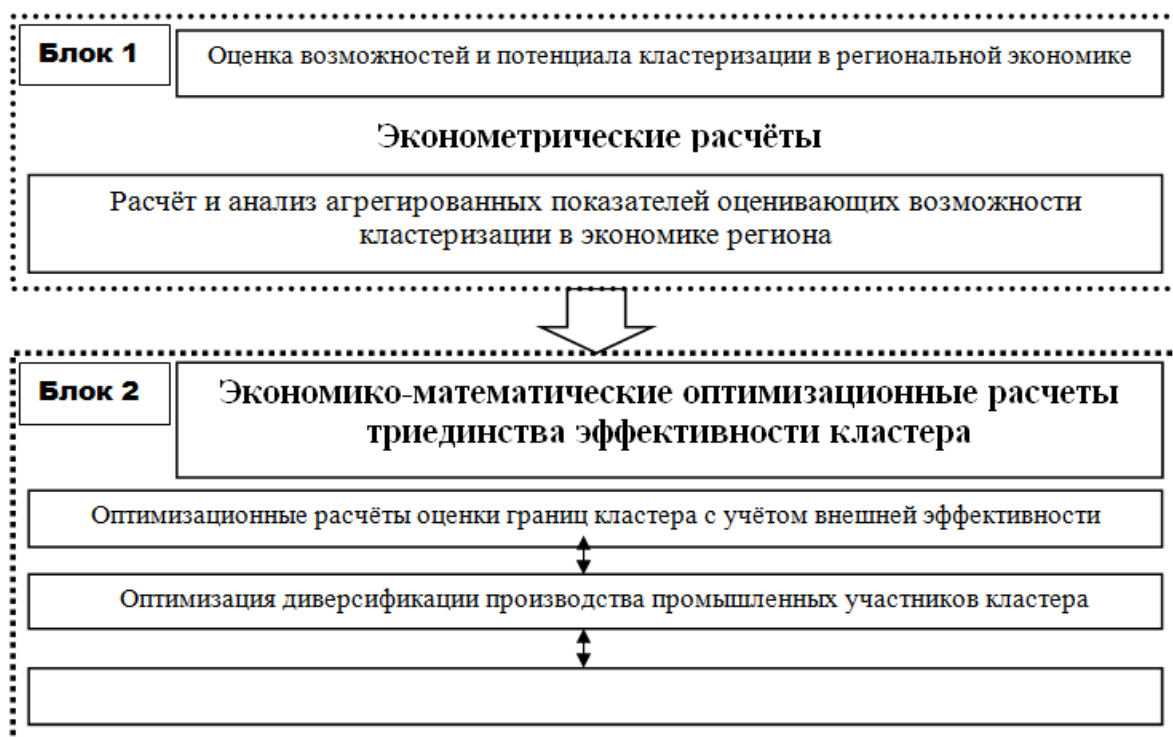 Блок 1
Оценка возможностей и потенциала кластеризации в региональной экономике
Эконометрические расчёты
Расчёт и анализ агрегированных показателей оценивающих возможности
кластеризации в экономике региона
Блок 2
Экономико-математические оптимизационные расчеты
триединства эффективности кластера
Оптимизационные расчёты оценки границ кластера с учётом внешней эффективности
Оптимизация диверсификации производства промышленных участников кластера